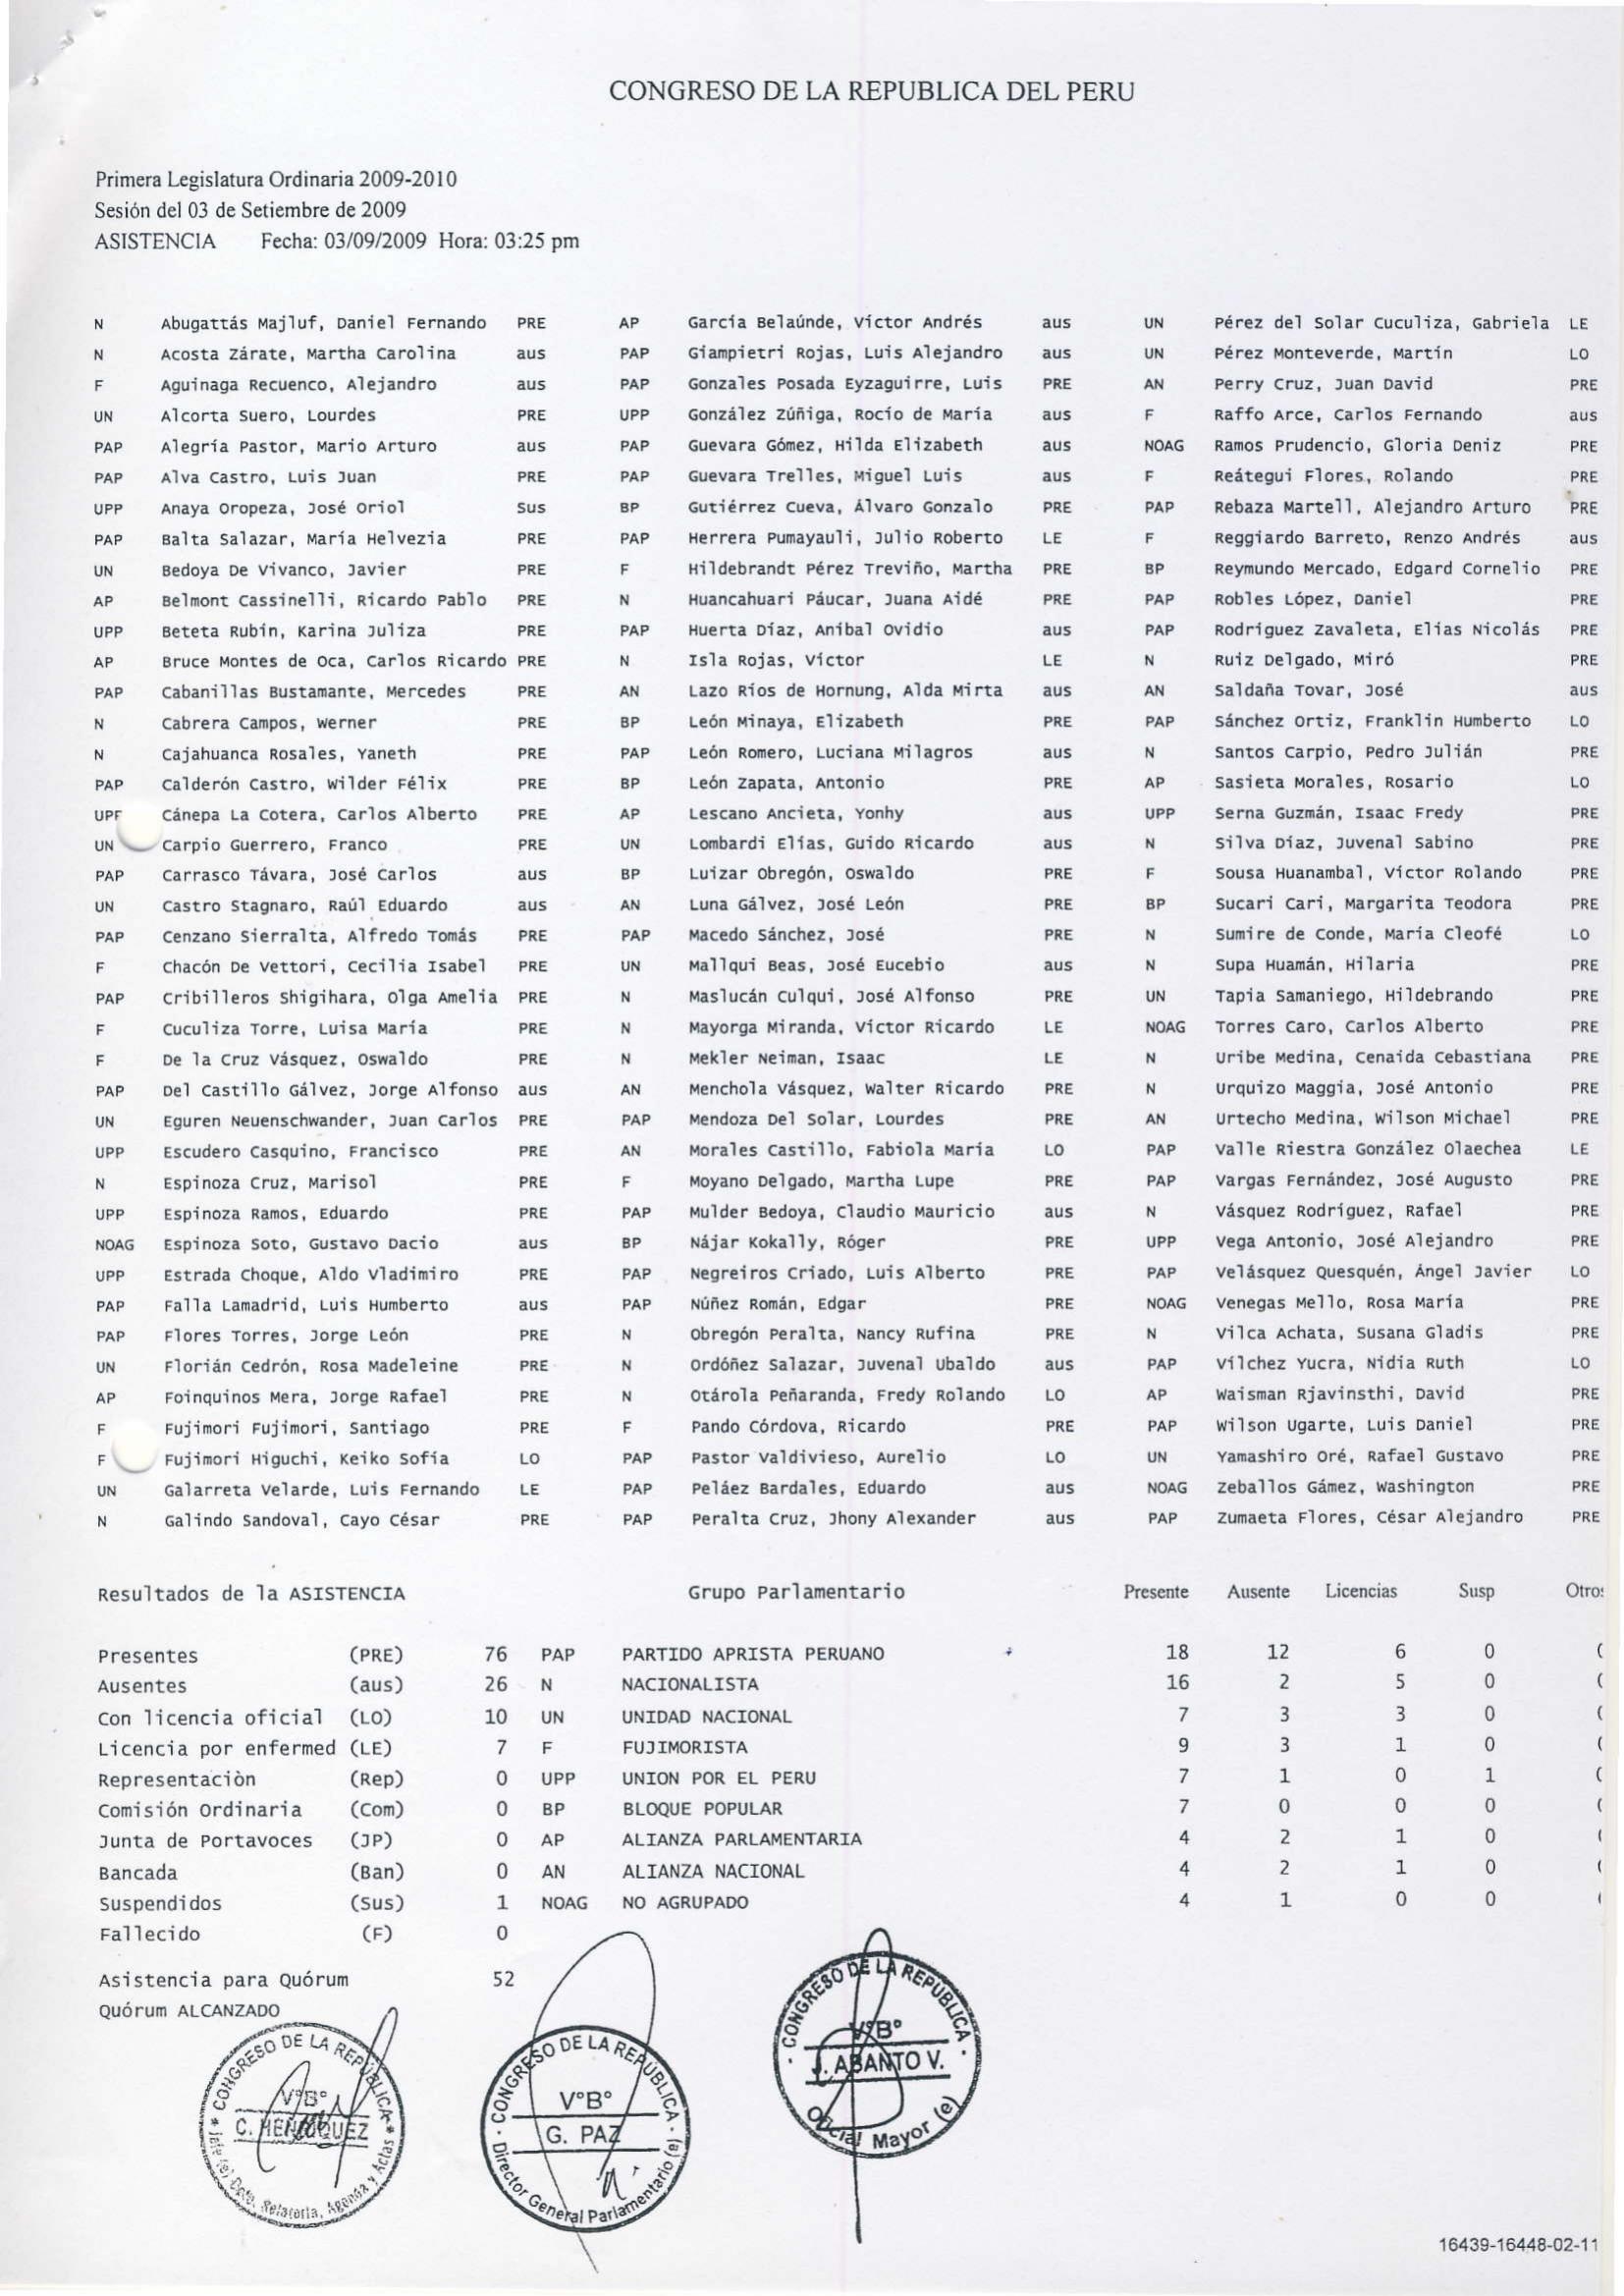 CONGRESO DE LA REPUBLICA DEL PERU
Primera Legislatura Ordinaria 2009-2010
Sesión del 03 de Setiembre de 2009
ASISTENCIA Fecha: 03/09/2009 Hora: 03:25 pm
N Abugattás Majluf, Daniel Fernando PRE AP García Belaúnde, Víctor Andrés aus UN Pérez del Solar Cuculiza, Gabriela LE
N Acosta Zárate, Martha Carolina aus PAP Giampietri Rojas, Luis Alejandro aus UN Pérez Monteverde, Martín LO
F Aguinaga Recuenco, Alejandro aus PAP Gonzales Posada Eyzaguirre, Luis PRE AN Perry Cruz, Juan David PRE
UN Alcorta Suero, Lourdes PRE UPP González Zúñiga, Rocío de María aus F Raffo Arce, Carlos Fernando aus
PAP Alegría Pastor, Mario Arturo aus PAP Guevara Gómez, Hilda Elizabeth aus NOAG Ramos Prudencio, Gloria Deniz PRE
PAP Alva Castro, Luis Juan PRE PAP Guevara Trelles, Miguel Luis aus F Reátegui Flores, Rolando PRE
UPP Anaya Oropeza, José Oriol Sus BP Gutiérrez Cueva, Álvaro Gonzalo PRE PAP Rebaza Martell, Alejandro Arturo PRE
PAP Balta Salazar, María Helvezia PRE PAP Herrera Pumayauli, Julio Roberto LE F Reggiardo Barreto, Renzo Andrés aus
UN Bedoya De Vivanco, Javier PRE F Hildebrandt Pérez Treviño, Martha PRE BP Reymundo Mercado, Edgard Cornelio PRE
AP Belmont Cassinelli, Ricardo Pablo PRE N Huancahuari Páucar, Juana Aidé PRE PAP Robles López, Daniel PRE
UPP Beteta Rubín, Karina Juliza PRE PAP Huerta Díaz, Anibal Ovidio aus PAP Rodríguez Zavaleta, Elias Nicolás PRE
AP Bruce Montes de Oca, Carlos Ricardo PRE N Isla Rojas, Víctor LE N Ruiz Delgado, Miró PRE
PAP Cabanillas Bustamante, Mercedes PRE AN Lazo Ríos de Hornung, Alda Mirta aus AN Saldaña Tovar, José aus
N Cabrera Campos, Werner PRE BP León Minaya, Elizabeth PRE PAP Sánchez Ortiz, Franklin Humberto LO
N Cajahuanca Rosales, Yaneth PRE PAP León Romero, Luciana Milagros aus N Santos Carpio, Pedro Julián PRE
PAP Calderón Castro, Wilder Félix PRE BP León Zapata, Antonio PRE AP Sasieta Morales, Rosario LO
UPP Cánepa La Cotera, Carlos Alberto PRE AP Lescano Ancieta, Yonhy aus UPP Serna Guzmán, Isaac Fredy PRE
UN Carpio Guerrero, Franco PRE UN Lombardi Elías, Guido Ricardo aus N Silva Díaz, Juvenal Sabino PRE
PAP Carrasco Távara, José Carlos aus BP Luizar Obregón, Oswaldo PRE F Sousa Huanambal, Víctor Rolando PRE
UN Castro Stagnaro, Raúl Eduardo aus AN Luna Gálvez, José León PRE BP Sucari Cari, Margarita Teodora PRE
PAP Cenzano Sierralta, Alfredo Tomás PRE PAP Macedo Sánchez, José PRE N Sumire de Conde, María Cleofé LO
F Chacón De Vettori, Cecilia Isabel PRE UN Mallqui Beas, José Eucebio aus N Supa Huamán, Hilaria PRE
PAP Cribilleros Shigihara, Olga Amelia PRE N Maslucán Culqui, José Alfonso PRE UN Tapia Samaniego, Hildebrando PRE
F Cuculiza Torre, Luisa María PRE N Mayorga Miranda, Víctor Ricardo LE NOAG Torres Caro, Carlos Alberto PRE
F De la Cruz Vásquez, Oswaldo PRE N Mekler Neiman, Isaac LE N Uribe Medina, Cenaida Cebastiana PRE
PAP Del Castillo Gálvez, Jorge Alfonso aus AN Menchola Vásquez, Walter Ricardo PRE N Urquizo Maggia, José Antonio PRE
UN Eguren Neuenschwander, Juan Carlos PRE PAP Mendoza Del Solar, Lourdes PRE AN Urtecho Medina, Wilson Michael PRE
UPP Escudero Casquino, Francisco PRE AN Morales Castillo, Fabiola María LO PAP Valle Riestra González Olaechea LE
N Espinoza Cruz, Marisol PRE F Moyano Delgado, Martha Lupe PRE PAP Vargas Fernández, José Augusto PRE
UPP Espinoza Ramos, Eduardo PRE PAP Mulder Bedoya, Claudio Mauricio aus N Vásquez Rodríguez, Rafael PRE
NOAG Espinoza Soto, Gustavo Dacio aus BP Nájar Kokally, Róger PRE UPP Vega Antonio, José Alejandro PRE
UPP Estrada Choque, Aldo Vladimiro PRE PAP Negreiros Criado, Luis Alberto PRE PAP Velásquez Quesquén, Ángel Javier LO
PAP Falla Lamadrid, Luis Humberto aus PAP Núñez Román, Edgar PRE NOAG Venegas Mello, Rosa María PRE
PAP Flores Torres, Jorge León PRE N Obregón Peralta, Nancy Rufina PRE N Vilca Achata, Susana Gladis PRE
UN Florián Cedrón, Rosa Madeleine PRE N Ordóñez Salazar, Juvenal Ubaldo aus PAP Vílchez Yucra, Nidia Ruth LO
AP Foinquinos Mera, Jorge Rafael PRE N Otárola Peñaranda, Fredy Rolando LO AP Waisman Rjavinsthi, David PRE
F Fujimori Fujimori, Santiago PRE F Pando Córdova, Ricardo PRE PAP Wilson Ugarte, Luis Daniel PRE
F Fujimori Higuchi, Keiko Sofía LO PAP Pastor Valdivieso, Aurelio LO UN Yamashiro Oré, Rafael Gustavo PRE
UN Galarreta Velarde, Luis Fernando LE PAP Peláez Bardales, Eduardo aus NOAG Zeballos Gámez, Washington PRE
N Galindo Sandoval, Cayo César PRE PAP Peralta Cruz, Jhony Alexander aus PAP Zumaeta Flores, César Alejandro PRE
Resultados de la ASISTENCIA Grupo Parlamentario Presente Ausente Licencias Susp Otros
Presentes (PRE) 76 PAP PARTIDO APRISTA PERUANO 18 12 6 0
Ausentes (aus) 26 N NACIONALISTA 16 2 5 0
Con licencia oficial (LO) 10 UN UNIDAD NACIONAL 7 3 3 0
Licencia por enfermed (LE) 7 F FUJIMORISTA 9 3 1 0
Representaciòn (Rep) 0 UPP UNION POR EL PERU 7 1 0 1
Comisión Ordinaria (Com) 0 BP BLOQUE POPULAR 7 0 0 0
Junta de Portavoces (JP) 0 AP ALIANZA PARLAMENTARIA 4 2 1 0
Bancada (Ban) 0 AN ALIANZA NACIONAL 4 2 1 0
Suspendidos (Sus) 1 NOAG NO AGRUPADO 4 1 0 0
Fallecido (F) 0
Asistencia para Quórum 52
Quórum ALCANZADO
CONGRESO DE LA REPÚBLICA
V°B°
C. HENRIQUEZ
Jefe (e) Dpto. Relatoría, Agenda y Actas
CONGRESO DE LA REPÚBLICA
V°B°
G. PAZ
Director General Parlamentario (e)
CONGRESO DE LA REPUBLICA
V°B°
J. ABANTO V.
Oficial Mayor (e)
16439-16448-02-11